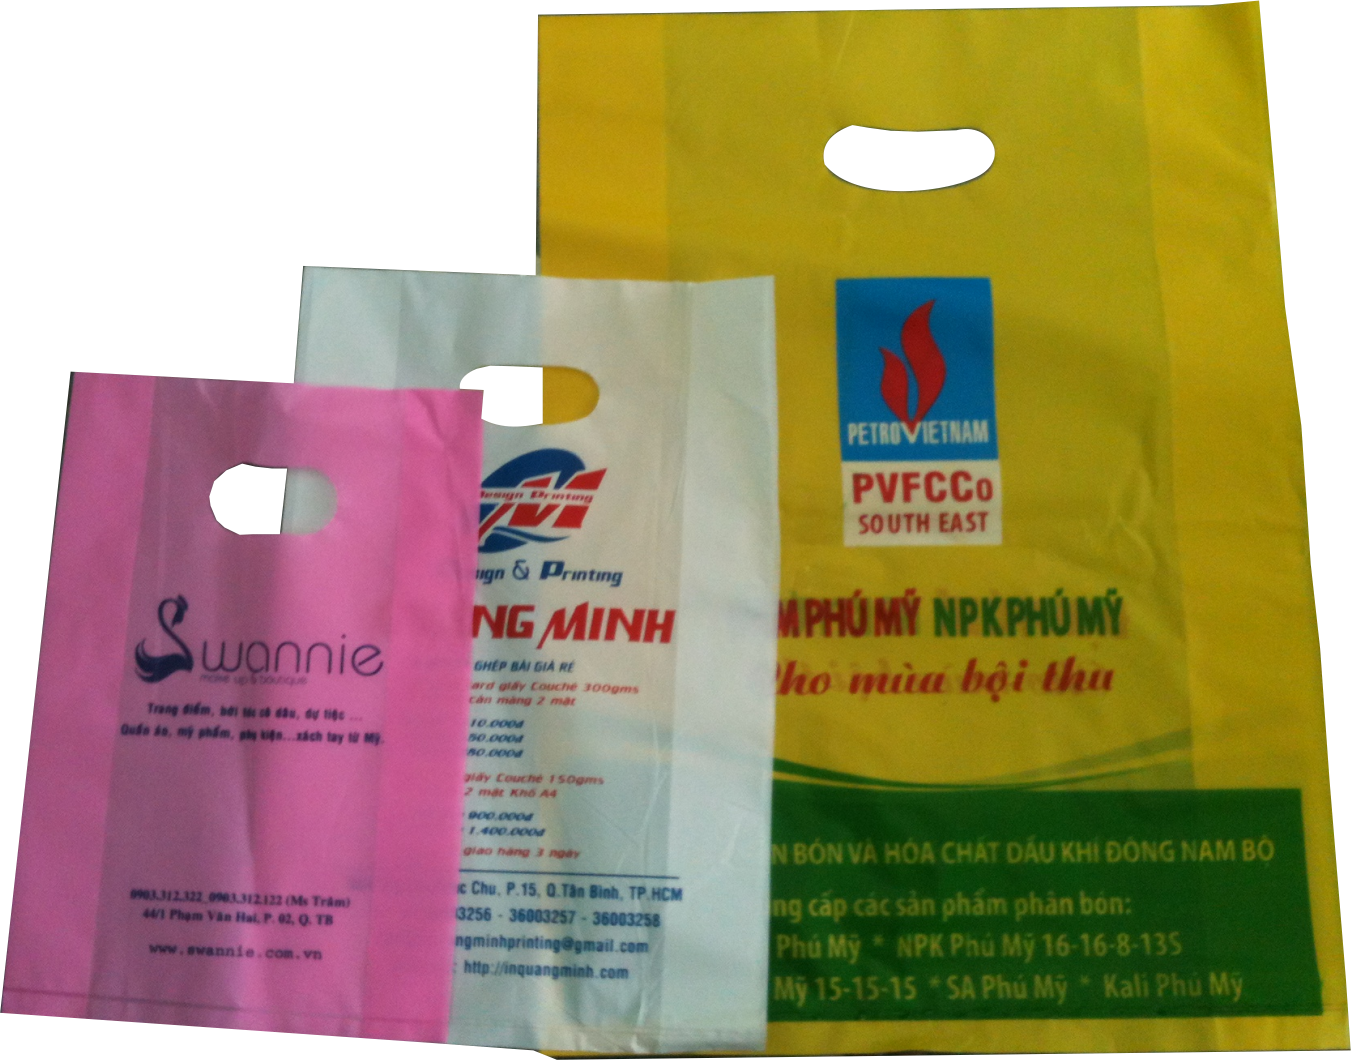 Swannie
make up & boutique
Trang điểm, bới tóc cô dâu, dự tiệc ...
Quần áo, mỹ phẩm, phụ kiện...xách tay từ Mỹ.
0903.312.322_0903.312.122 (Ms Trâm)
44/1 Phạm Văn Hai, P. 02, Q. TB
www.swannie.com.vn
Design Printing
ign & Printing
NG MINH
GHÉP BÀI GIÁ RẺ
ard giấy Couché 300gms
cán màng 2 mặt
10.000đ
50.000đ
80.000đ
giấy Couché 150gms
2 mặt Khổ A4
900.000đ
1.400.000đ
giao hàng 3 ngày
c Chu, P.15, Q.Tân Bình, TP.HCM
3256 - 36003257 - 36003258
ngminhprinting@gmail.com
: http://inquangminh.com
PETROVIETNAM
PVFCCo
SOUTH EAST
M PHÚ MỸ NPK PHÚ MỸ
Cho mùa bội thu
N BÓN VÀ HÓA CHẤT DẦU KHÍ ĐÔNG NAM BỘ
ng cấp các sản phẩm phân bón:
Phú Mỹ * NPK Phú Mỹ 16-16-8-13S
Mỹ 15-15-15 * SA Phú Mỹ * Kali Phú Mỹ